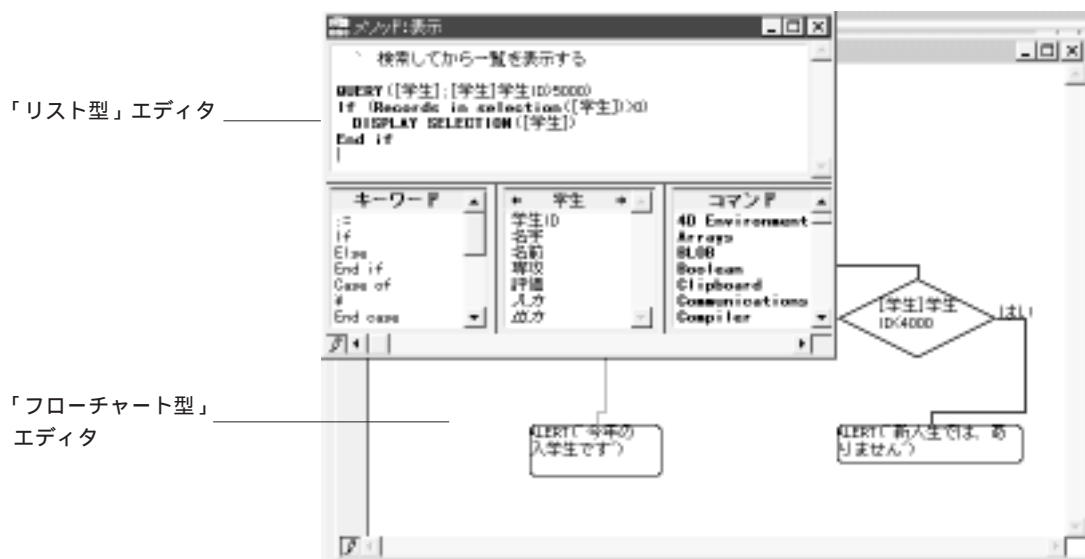 メソッド:表示
` 検索してから一覧を表示する
QUERY([学生];[学生]学生ID>5000)
If (Records in selection([学生])>0)
DISPLAY SELECTION([学生])
End if
「リスト型」エディタ
キーワード
:=
If
Else
End if
Case of
¥
End case
学生
学生ID
名字
名前
専攻
評価
入力
出力
コマンド
4D Environment
Arrays
BLOB
Boolean
Clipboard
Communications
Compiler
[学生]学生
ID<4000
はい
「フローチャート型」
エディタ
ALERT("今年の
入学生です")
ALERT("新入生では、あ
りません")